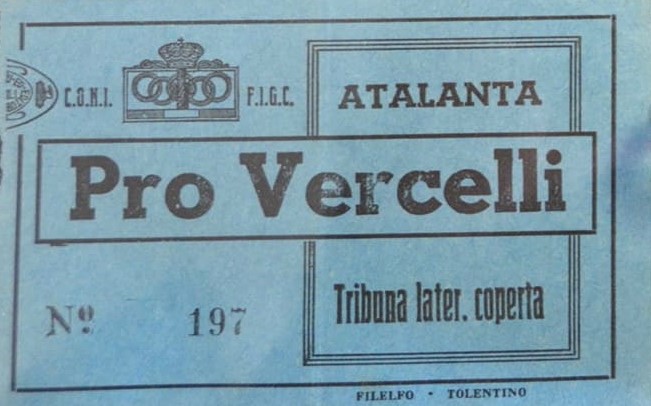 C.O.N.I. F.I.G.C.
ATALANTA
Pro Vercelli
Nº 197
Tribuna later. coperta
FILELFO - TOLENTINO